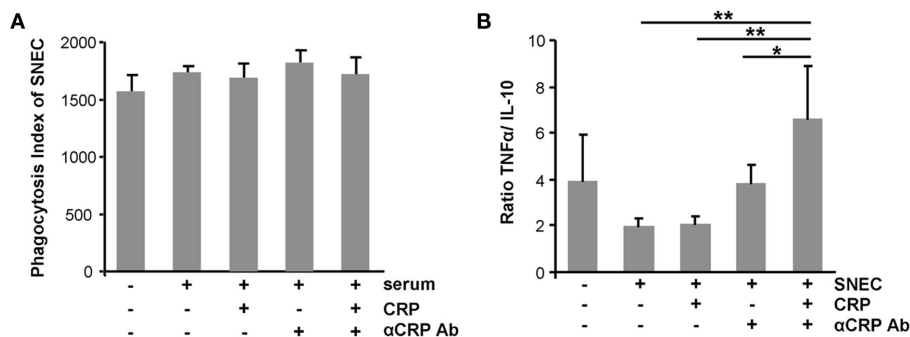 A
Phagocytosis Index of SNEC
2000
1500
1000
500
0
- + + + + serum
- - + - + CRP
- - - + + αCRP Ab
B
Ratio TNFα/ IL-10
10
8
6
4
2
0
**
**
*
- + + + + SNEC
- - + - + CRP
- - - + + αCRP Ab